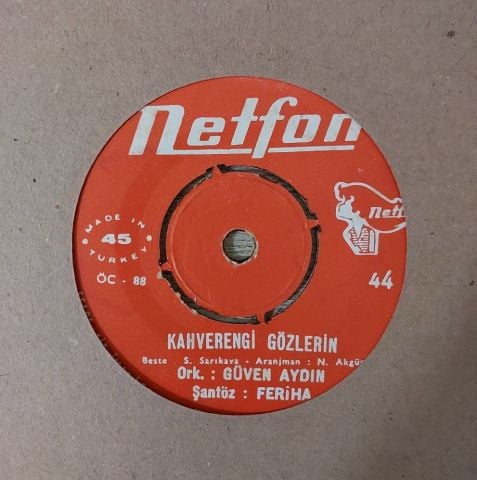 Netfon
Netfon
MADE IN
45
TURKEY
ÖC - 88
44
KAHVERENGİ GÖZLERİN
Beste : S. Sarıkaya - Aranjman : N.
Ork. : GÜVEN AYDIN
Şantöz : FERİHA